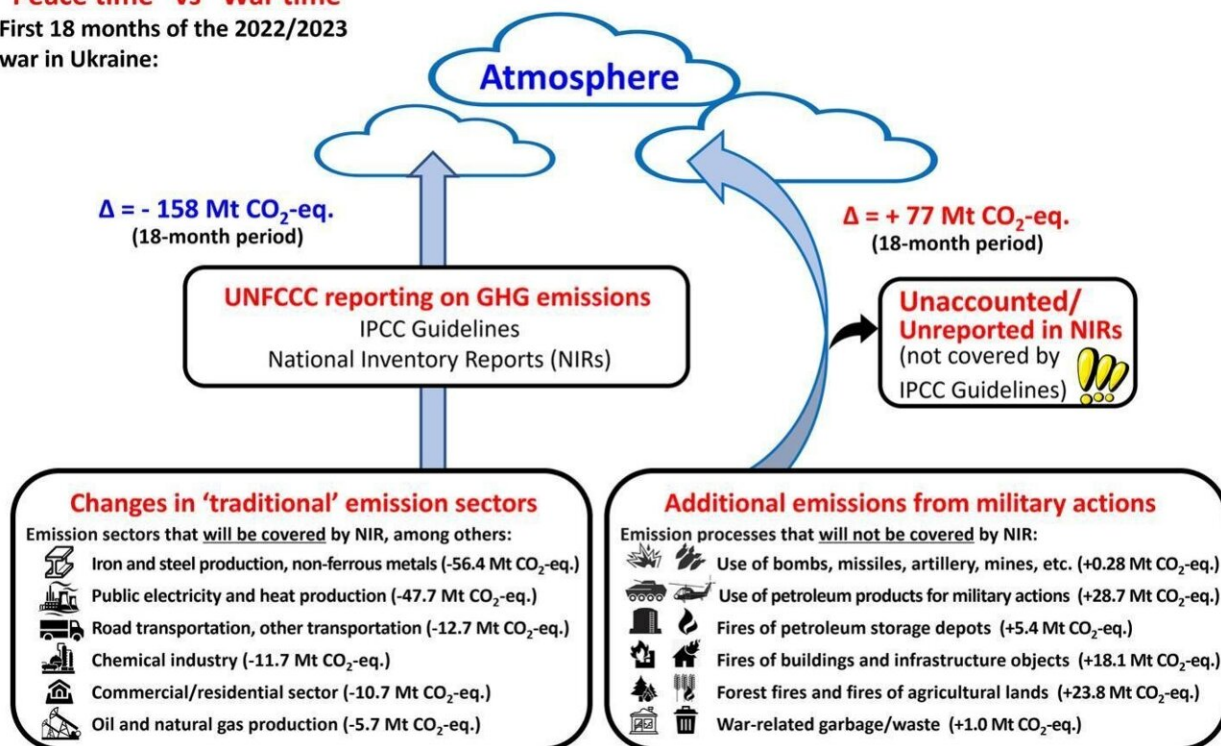 "Peace time" vs "War time"
First 18 months of the 2022/2023
war in Ukraine:
Atmosphere
Δ = - 158 Mt CO₂-eq.
(18-month period)
Δ = + 77 Mt CO₂-eq.
(18-month period)
UNFCCC reporting on GHG emissions
IPCC Guidelines
National Inventory Reports (NIRs)
Unaccounted/
Unreported in NIRs
(not covered by
IPCC Guidelines) !!!
Changes in ‘traditional’ emission sectors
Emission sectors that will be covered by NIR, among others:
Iron and steel production, non-ferrous metals (-56.4 Mt CO₂-eq.)
Public electricity and heat production (-47.7 Mt CO₂-eq.)
Road transportation, other transportation (-12.7 Mt CO₂-eq.)
Chemical industry (-11.7 Mt CO₂-eq.)
Commercial/residential sector (-10.7 Mt CO₂-eq.)
Oil and natural gas production (-5.7 Mt CO₂-eq.)
Additional emissions from military actions
Emission processes that will not be covered by NIR:
Use of bombs, missiles, artillery, mines, etc. (+0.28 Mt CO₂-eq.)
Use of petroleum products for military actions (+28.7 Mt CO₂-eq.)
Fires of petroleum storage depots (+5.4 Mt CO₂-eq.)
Fires of buildings and infrastructure objects (+18.1 Mt CO₂-eq.)
Forest fires and fires of agricultural lands (+23.8 Mt CO₂-eq.)
War-related garbage/waste (+1.0 Mt CO₂-eq.)